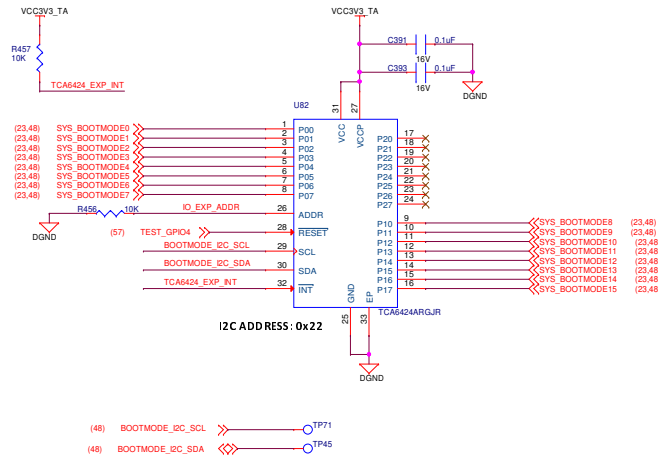 VCC3V3_TA
VCC3V3_TA
R457
10K
TCA6424_EXP_INT
C391
0.1uF
16V
C393
0.1uF
16V
DGND
U82
31
27
VCC
VCCP
(23,48) SYS_BOOTMODE0 1 P00
(23,48) SYS_BOOTMODE1 2 P01
(23,48) SYS_BOOTMODE2 3 P02
(23,48) SYS_BOOTMODE3 4 P03
(23,48) SYS_BOOTMODE4 5 P04
(23,48) SYS_BOOTMODE5 6 P05
(23,48) SYS_BOOTMODE6 7 P06
(23,48) SYS_BOOTMODE7 8 P07
P20 17
P21 18
P22 19
P23 20
P24 21
P25 22
P26 23
P27 24
R456 10K IO_EXP_ADDR 26 ADDR
DGND
(57) TEST_GPIO4 28 RESET
BOOTMODE_I2C_SCL 29 SCL
BOOTMODE_I2C_SDA 30 SDA
TCA6424_EXP_INT 32 INT
P10 9 SYS_BOOTMODE8 (23,48)
P11 10 SYS_BOOTMODE9 (23,48)
P12 11 SYS_BOOTMODE10 (23,48
P13 12 SYS_BOOTMODE11 (23,48
P14 13 SYS_BOOTMODE12 (23,48
P15 14 SYS_BOOTMODE13 (23,48
P16 15 SYS_BOOTMODE14 (23,48
P17 16 SYS_BOOTMODE15 (23,48
GND
EP
TCA6424ARGJR
25
33
I2C ADDRESS: 0x22
DGND
(48) BOOTMODE_I2C_SCL TP71
(48) BOOTMODE_I2C_SDA TP45